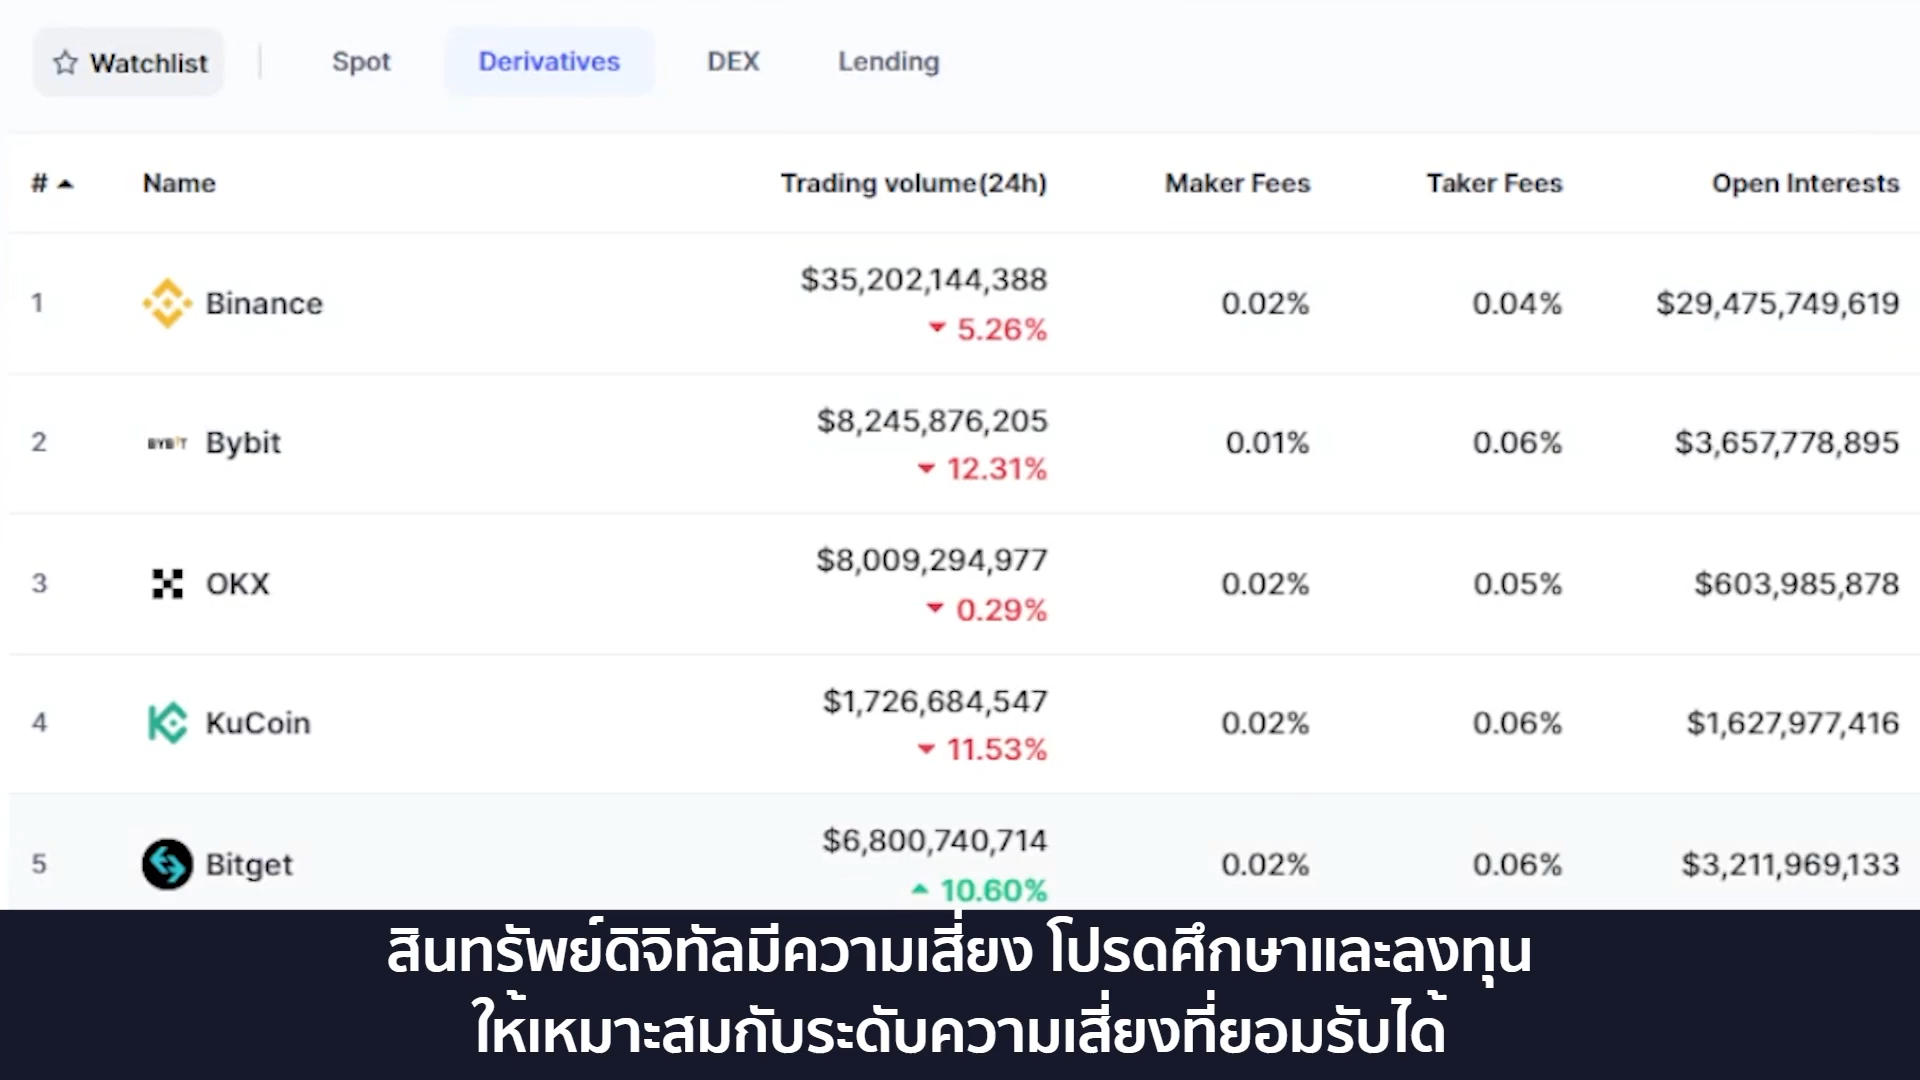 Watchlist Spot Derivatives DEX Lending
# Name Trading volume(24h) Maker Fees Taker Fees Open Interests
1 Binance $35,202,144,388 0.02% 0.04% $29,475,749,619
5.26%
2 BYBIT Bybit $8,245,876,205 0.01% 0.06% $3,657,778,895
12.31%
3 OKX $8,009,294,977 0.02% 0.05% $603,985,878
0.29%
4 KuCoin $1,726,684,547 0.02% 0.06% $1,627,977,416
11.53%
5 Bitget $6,800,740,714 0.02% 0.06% $3,211,969,133
10.60%
สินทรัพย์ดิจิทัลมีความเสี่ยง โปรดศึกษาและลงทุน
ให้เหมาะสมกับระดับความเสี่ยงที่ยอมรับได้